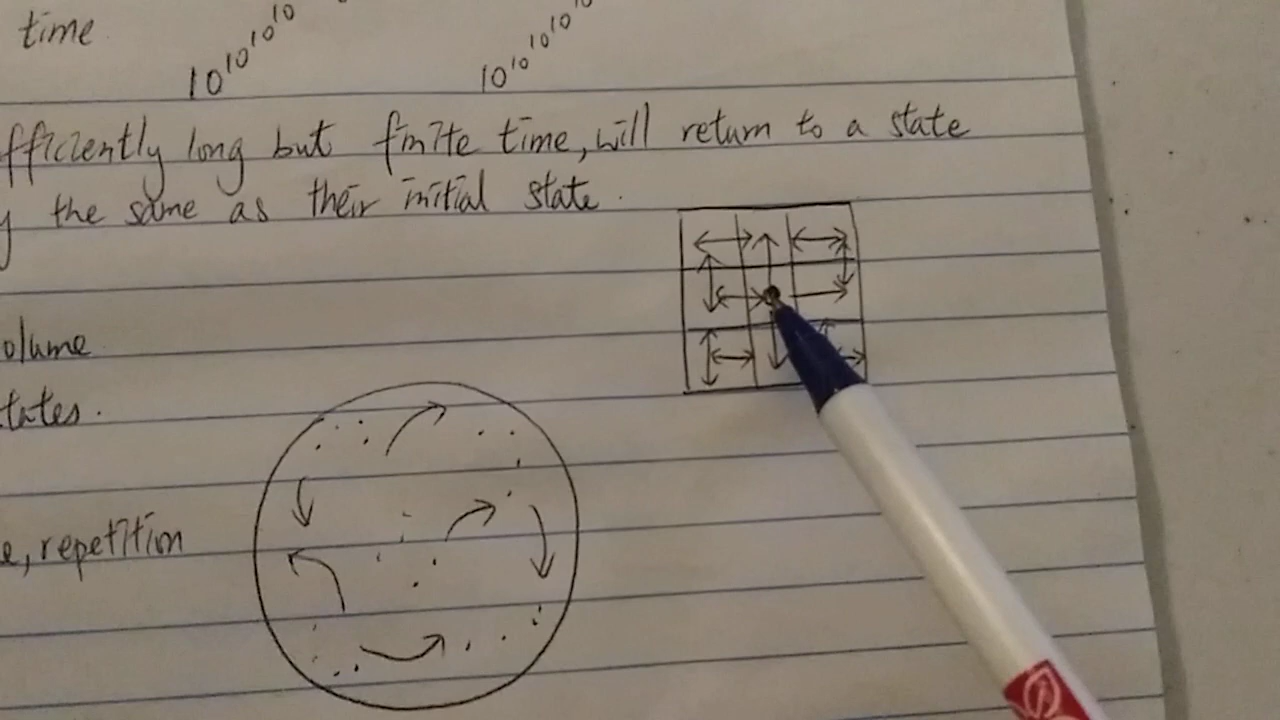 time
10^10^10^10 10^10^10^10^10
fficiently long but finite time, will return to a state
y the same as their initial state.
olume
tates.
e, repetition